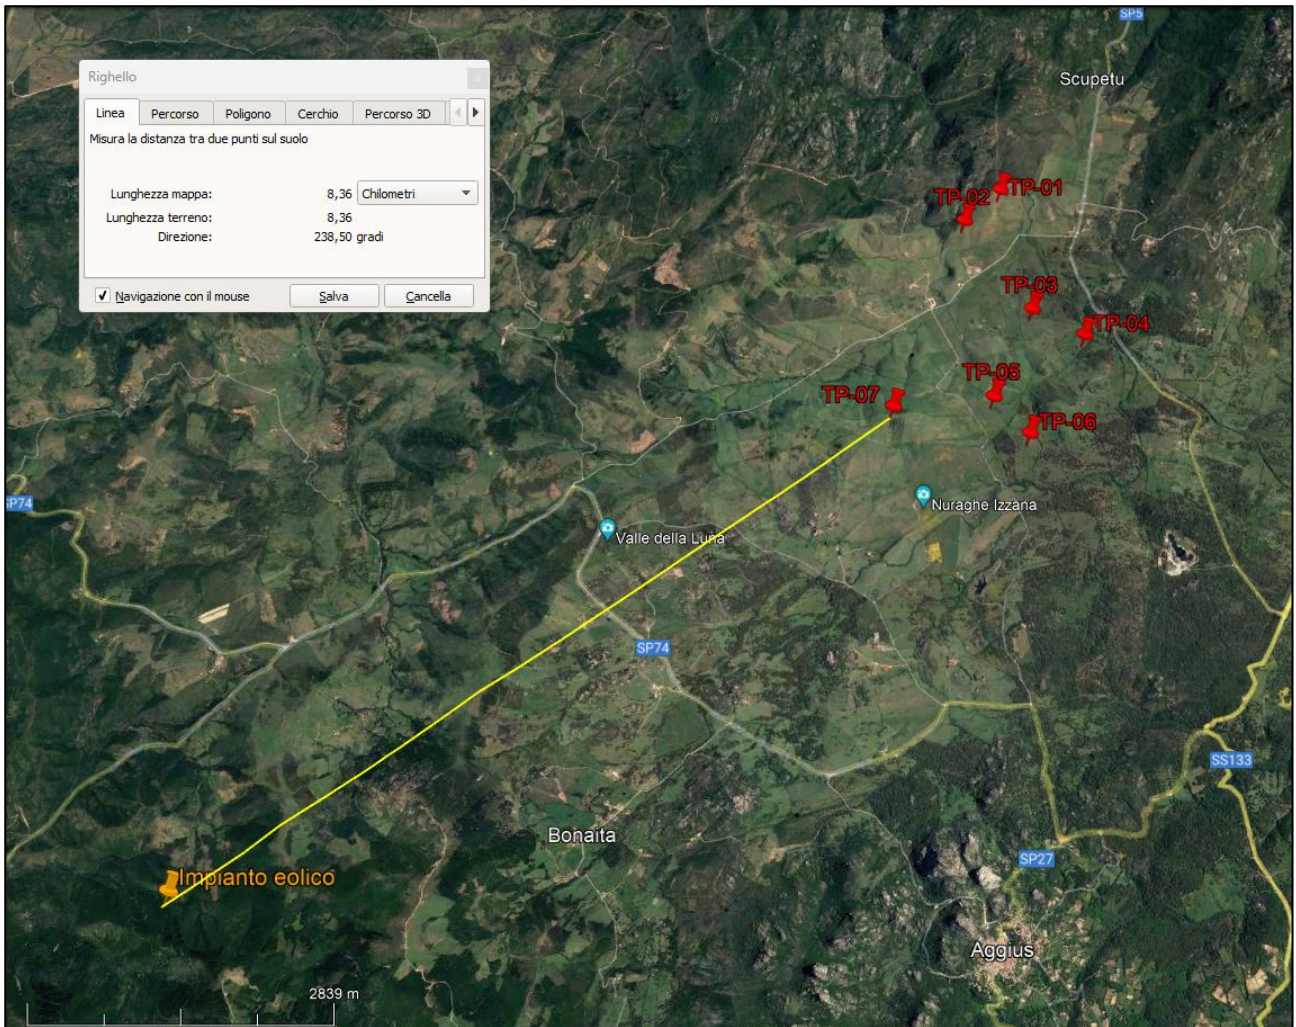 SP5
Righello
Scupetu
Linea Percorso Poligono Cerchio Percorso 3D
Misura la distanza tra due punti sul suolo
Lunghezza mappa: 8,36 Chilometri
Lunghezza terreno: 8,36
Direzione: 238,50 gradi
Navigazione con il mouse Salva Cancella
TP-01
TP-02
TP-03
TP-04
TP-05
TP-07
TP-06
SP74
Nuraghe Izzana
Valle della Luna
SP74
SS133
Bonaita
SP27
Impianto eolico
Aggius
2839 m